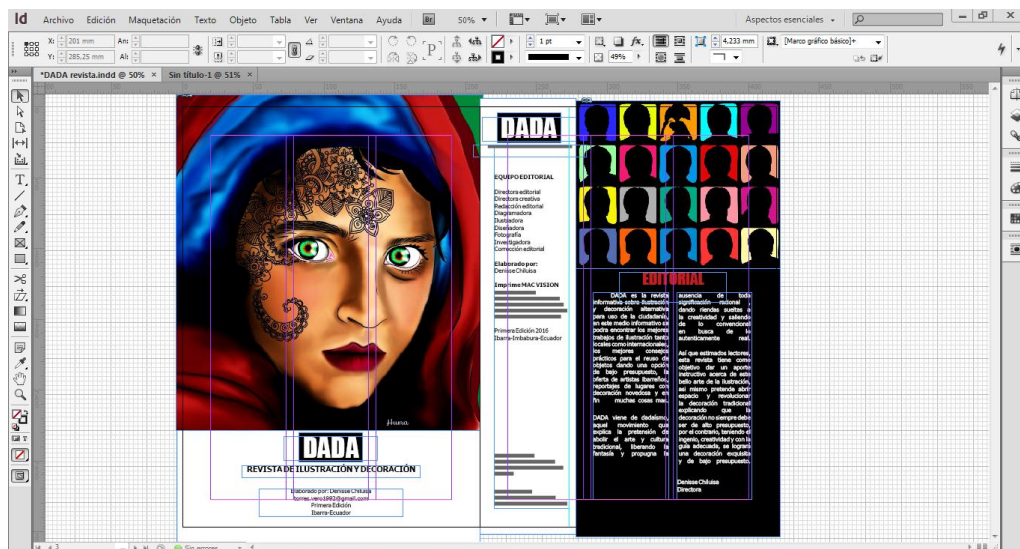 Id Archivo Edición Maquetación Texto Objeto Tabla Ver Ventana Ayuda Br 50% Aspectos esenciales
X: 201 mm An: 1 pt 4,233 mm [Marco gráfico básico]+
Y: 285,25 mm Al: 49%
*DADA revista.indd @ 50% × Sin título-1 @ 51% ×
Huna
DADA
REVISTA DE ILUSTRACIÓN Y DECORACIÓN
Elaborado por: Denisse Chiluisa
torres.vero1992@gmail.com
Primera Edición
Ibarra-Ecuador
DADA
EQUIPO EDITORIAL
Directora editorial
Directora creativa
Redacción editorial
Diagramadora
Ilustradora
Diseñadora
Fotografía
Investigadora
Corrección editorial
Elaborado por:
Denisse Chiluisa
Imprime MAC VISION
Primera Edición 2016
Ibarra-Imbabura-Ecuador
EDITORIAL
DADA es la revista
informativa sobre ilustración
y decoración alternativa
para uso de la ciudadanía,
en este medio informativo se
podra encontrar los mejores
trabajos de ilustración tanto
locales como internacionales,
los mejores consejos
prácticos para el reuso de
objetos dando una opción
de bajo presupuesto, la
oferta de artistas ibarreños,
reportajes de lugares con
decoración novedosa y en
fin muchas cosas mas.
DADA viene de dadaísmo,
aquel movimiento que
explica la pretensión de
abolir el arte y cultura
tradicional, liberando la
fantasía y propugna la
ausencia de toda
significación racional ,
dando riendas sueltas a
la creatividad y saliendo
de lo convencional
en busca de lo
autenticamente real.
Así que estimados lectores,
esta revista tiene como
objetivo dar un aporte
instructivo acerca de este
bello arte de la ilustración,
asi mismo pretende abrir
espacio y revolucionar
la decoración tradicional
explicando que la
decoración no siempre debe
ser de alto presupuesto,
por el contrario, teniendo el
ingenio, creatividad y con la
guía adecuada, se logrará
una decoración exquisita
y de bajo presupuesto.
Denisse Chiluisa
Directora
Sin errores